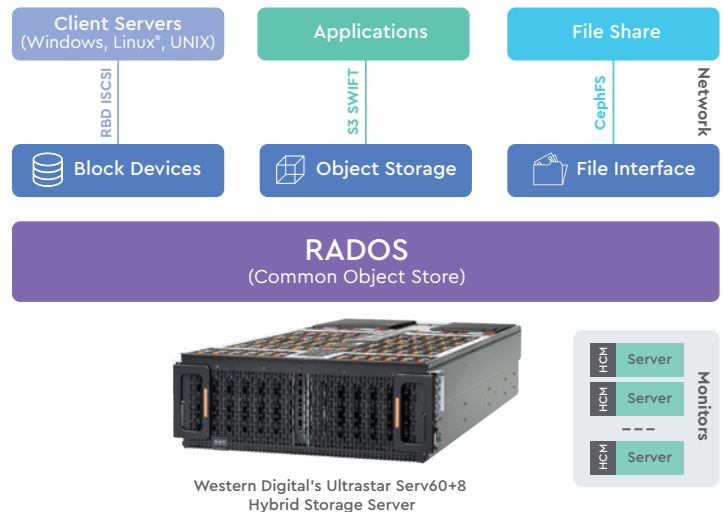 Client Servers
(Windows, Linux®, UNIX)
Applications
File Share
RBD ISCSI
S3 SWIFT
CephFS
Network
Block Devices
Object Storage
File Interface
RADOS
(Common Object Store)
HCM Server
HCM Server
---
HCM Server
Monitors
Western Digital's Ultrastar Serv60+8
Hybrid Storage Server